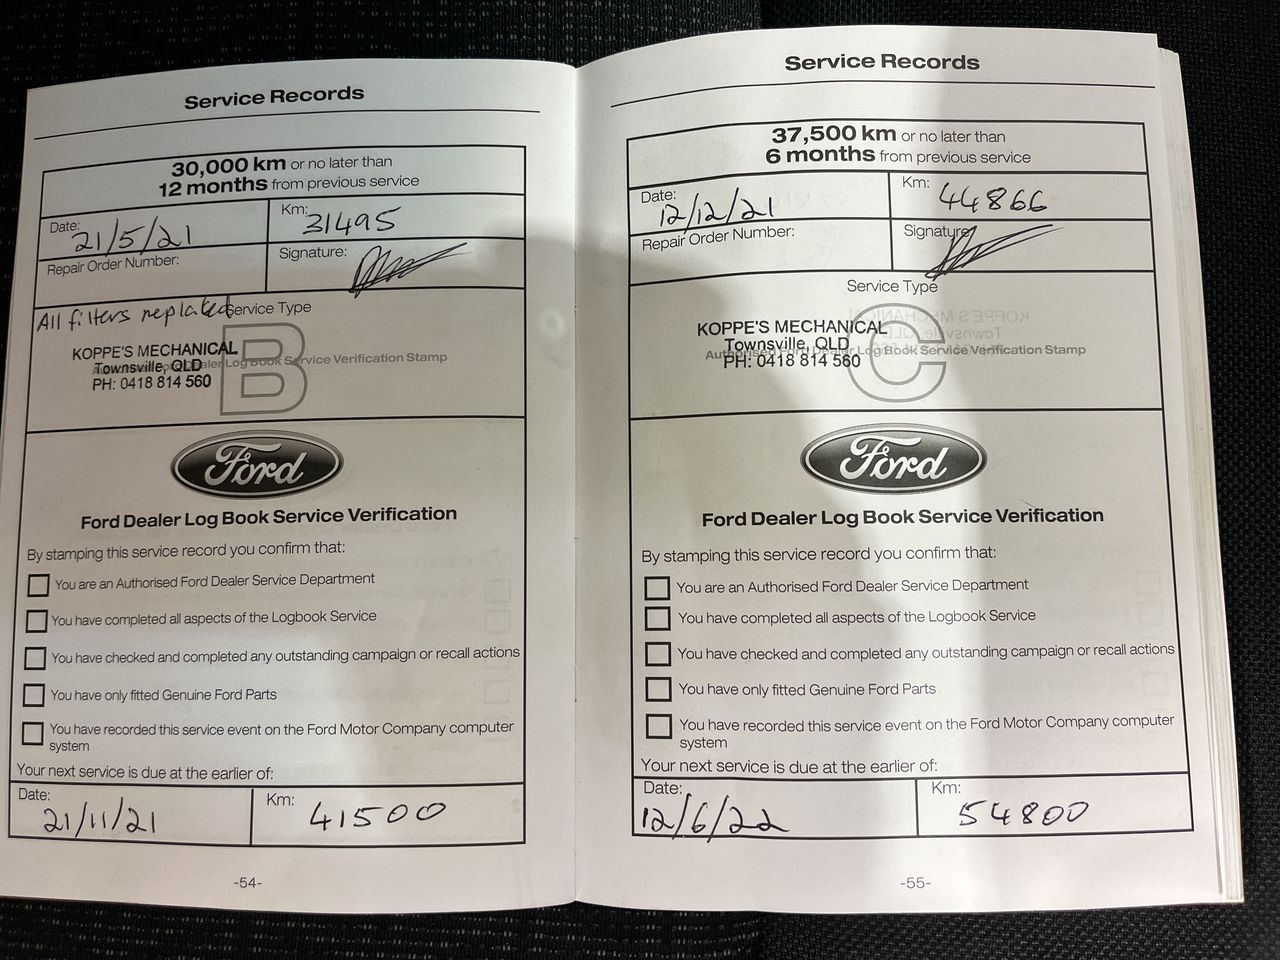 Service Records
30,000 km or no later than
12 months from previous service
Date:
21/5/21
Km:
31495
Repair Order Number:
Signature:
All filters replaced
Service Type
B
KOPPE'S MECHANICAL
Townsville, QLD
PH: 0418 814 560
Authorised Ford Dealer Log Book Service Verification Stamp
Ford
Ford Dealer Log Book Service Verification
By stamping this service record you confirm that:
You are an Authorised Ford Dealer Service Department
You have completed all aspects of the Logbook Service
You have checked and completed any outstanding campaign or recall actions
You have only fitted Genuine Ford Parts
You have recorded this service event on the Ford Motor Company computer
system
Your next service is due at the earlier of:
Date:
21/11/21
Km:
41500
-54-
Service Records
37,500 km or no later than
6 months from previous service
Date:
12/12/21
Km:
44866
Repair Order Number:
Signature:
Service Type
C
KOPPE'S MECHANICAL
Townsville, QLD
PH: 0418 814 560
Authorised Ford Dealer Log Book Service Verification Stamp
Ford
Ford Dealer Log Book Service Verification
By stamping this service record you confirm that:
You are an Authorised Ford Dealer Service Department
You have completed all aspects of the Logbook Service
You have checked and completed any outstanding campaign or recall actions
You have only fitted Genuine Ford Parts
You have recorded this service event on the Ford Motor Company computer
system
Your next service is due at the earlier of:
Date:
12/6/22
Km:
54800
-55-